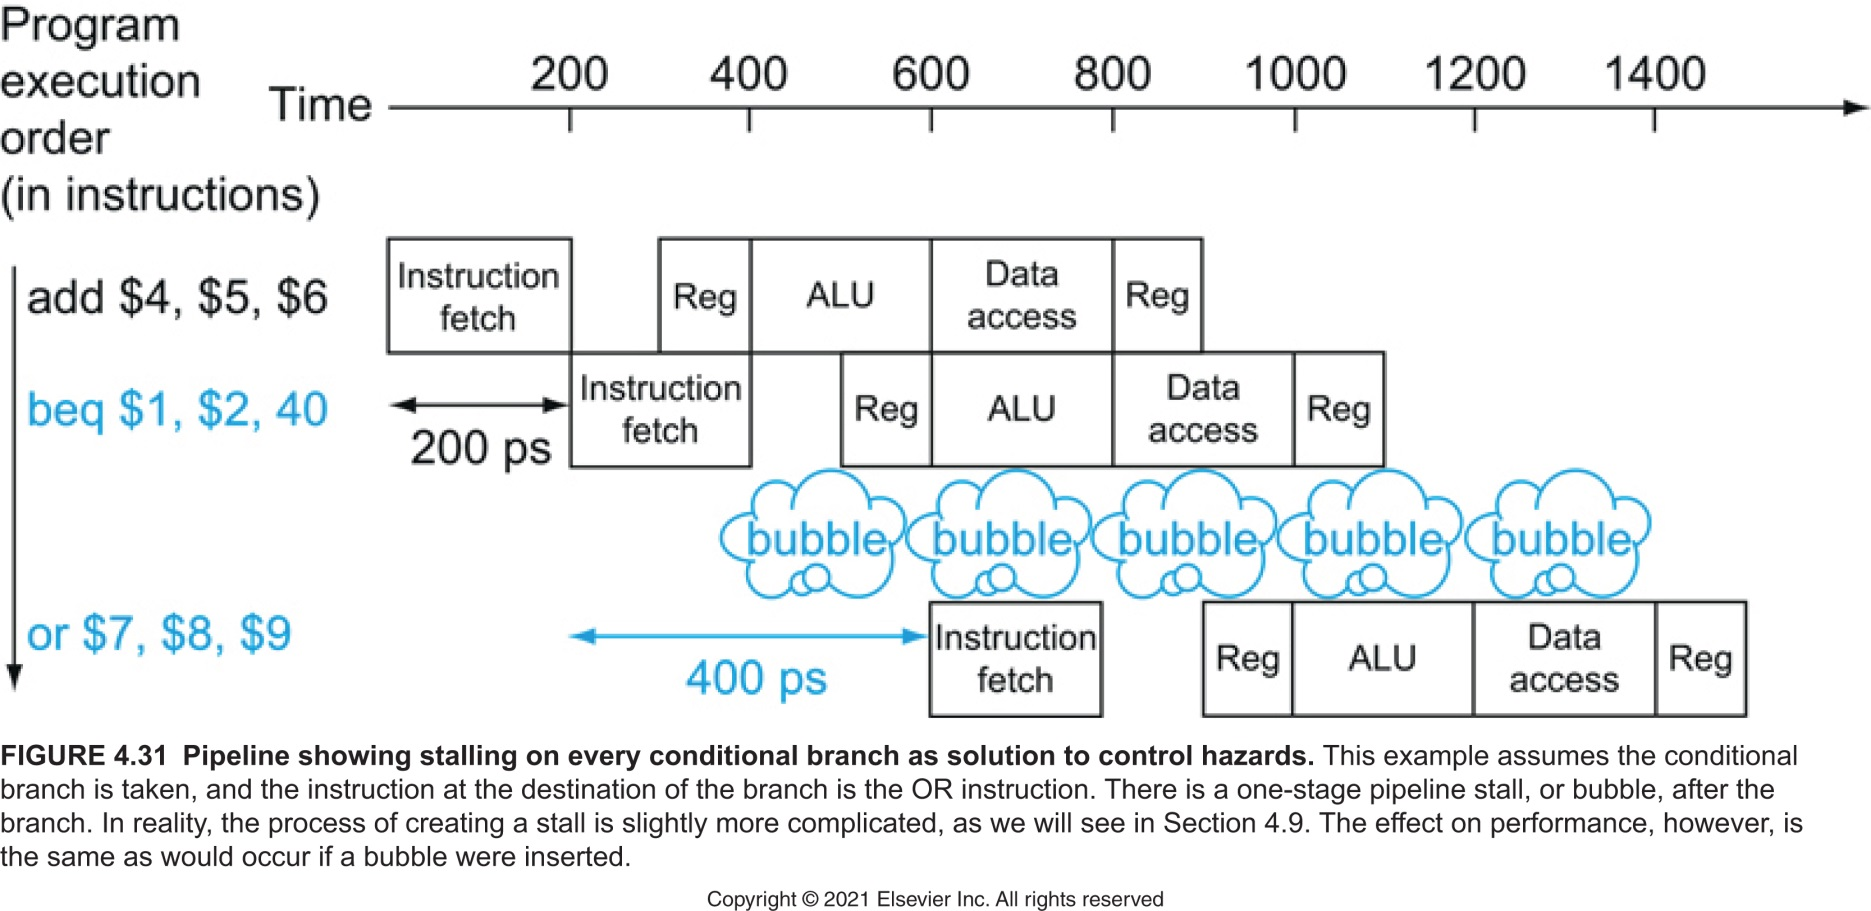 Program
execution
order
(in instructions)
Time
200 400 600 800 1000 1200 1400
add $4, $5, $6
Instruction
fetch
Reg
ALU
Data
access
Reg
beq $1, $2, 40
200 ps
Instruction
fetch
Reg
ALU
Data
access
Reg
bubble bubble bubble bubble bubble
or $7, $8, $9
400 ps
Instruction
fetch
Reg
ALU
Data
access
Reg
FIGURE 4.31 Pipeline showing stalling on every conditional branch as solution to control hazards. This example assumes the conditional
branch is taken, and the instruction at the destination of the branch is the OR instruction. There is a one-stage pipeline stall, or bubble, after the
branch. In reality, the process of creating a stall is slightly more complicated, as we will see in Section 4.9. The effect on performance, however, is
the same as would occur if a bubble were inserted.
Copyright © 2021 Elsevier Inc. All rights reserved